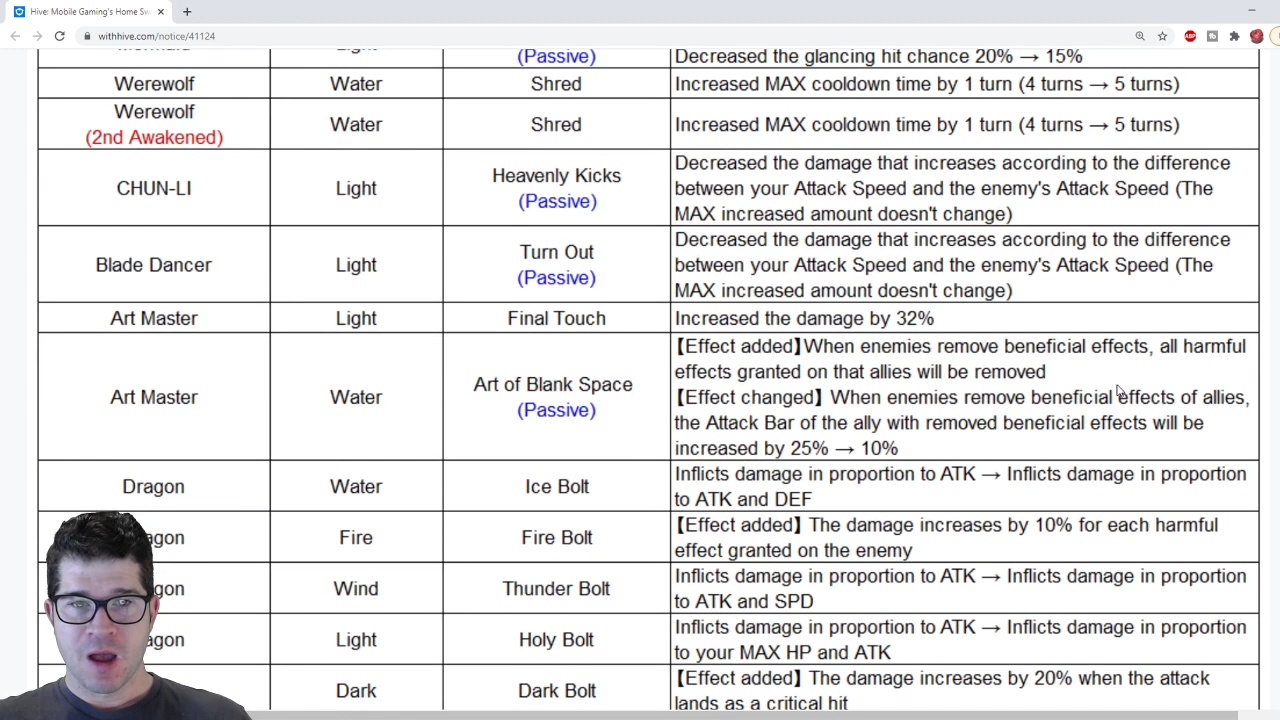 Hive: Mobile Gaming's Home Sw
withhive.com/notice/41124
ABP
Mermaid Light (Passive) Decreased the glancing hit chance 20% → 15%
Werewolf Water Shred Increased MAX cooldown time by 1 turn (4 turns → 5 turns)
Werewolf
(2nd Awakened) Water Shred Increased MAX cooldown time by 1 turn (4 turns → 5 turns)
CHUN-LI Light Heavenly Kicks
(Passive) Decreased the damage that increases according to the difference
between your Attack Speed and the enemy's Attack Speed (The
MAX increased amount doesn't change)
Blade Dancer Light Turn Out
(Passive) Decreased the damage that increases according to the difference
between your Attack Speed and the enemy's Attack Speed (The
MAX increased amount doesn't change)
Art Master Light Final Touch Increased the damage by 32%
Art Master Water Art of Blank Space
(Passive) 【Effect added】When enemies remove beneficial effects, all harmful
effects granted on that allies will be removed
【Effect changed】 When enemies remove beneficial effects of allies,
the Attack Bar of the ally with removed beneficial effects will be
increased by 25% → 10%
Dragon Water Ice Bolt Inflicts damage in proportion to ATK → Inflicts damage in proportion
to ATK and DEF
agon Fire Fire Bolt 【Effect added】 The damage increases by 10% for each harmful
effect granted on the enemy
gon Wind Thunder Bolt Inflicts damage in proportion to ATK → Inflicts damage in proportion
to ATK and SPD
agon Light Holy Bolt Inflicts damage in proportion to ATK → Inflicts damage in proportion
to your MAX HP and ATK
Dark Dark Bolt 【Effect added】 The damage increases by 20% when the attack
lands as a critical hit